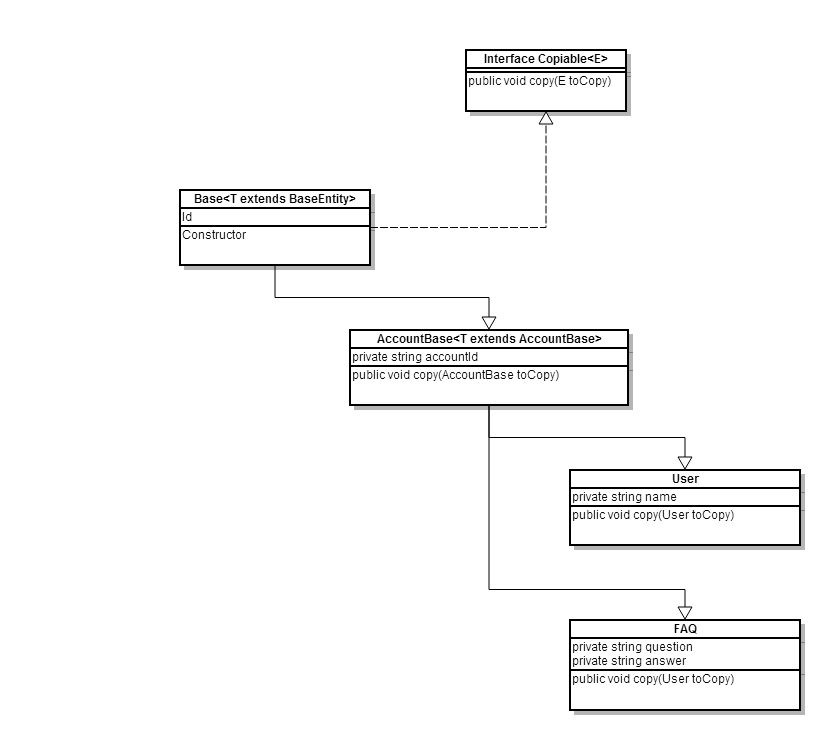 Interface Copiable<E>
public void copy(E toCopy)
Base<T extends BaseEntity>
Id
Constructor
AccountBase<T extends AccountBase>
private string accountId
public void copy(AccountBase toCopy)
User
private string name
public void copy(User toCopy)
FAQ
private string question
private string answer
public void copy(User toCopy)